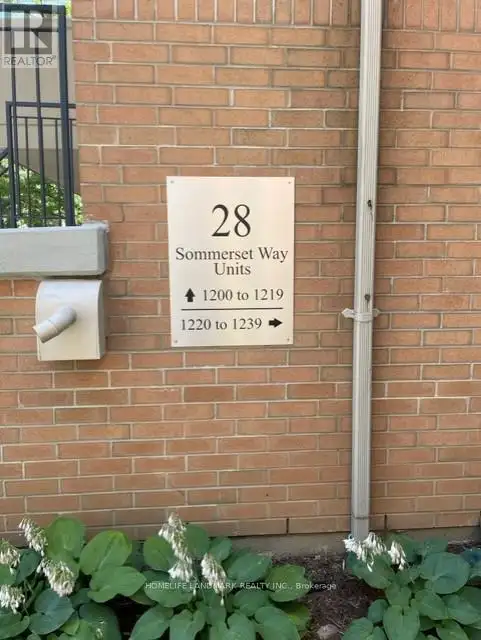 REALTOR
28
Sommerset Way
Units
1200 to 1219
1220 to 1239
HOMELIFE LANDMARK REALTY INC., Brokerage